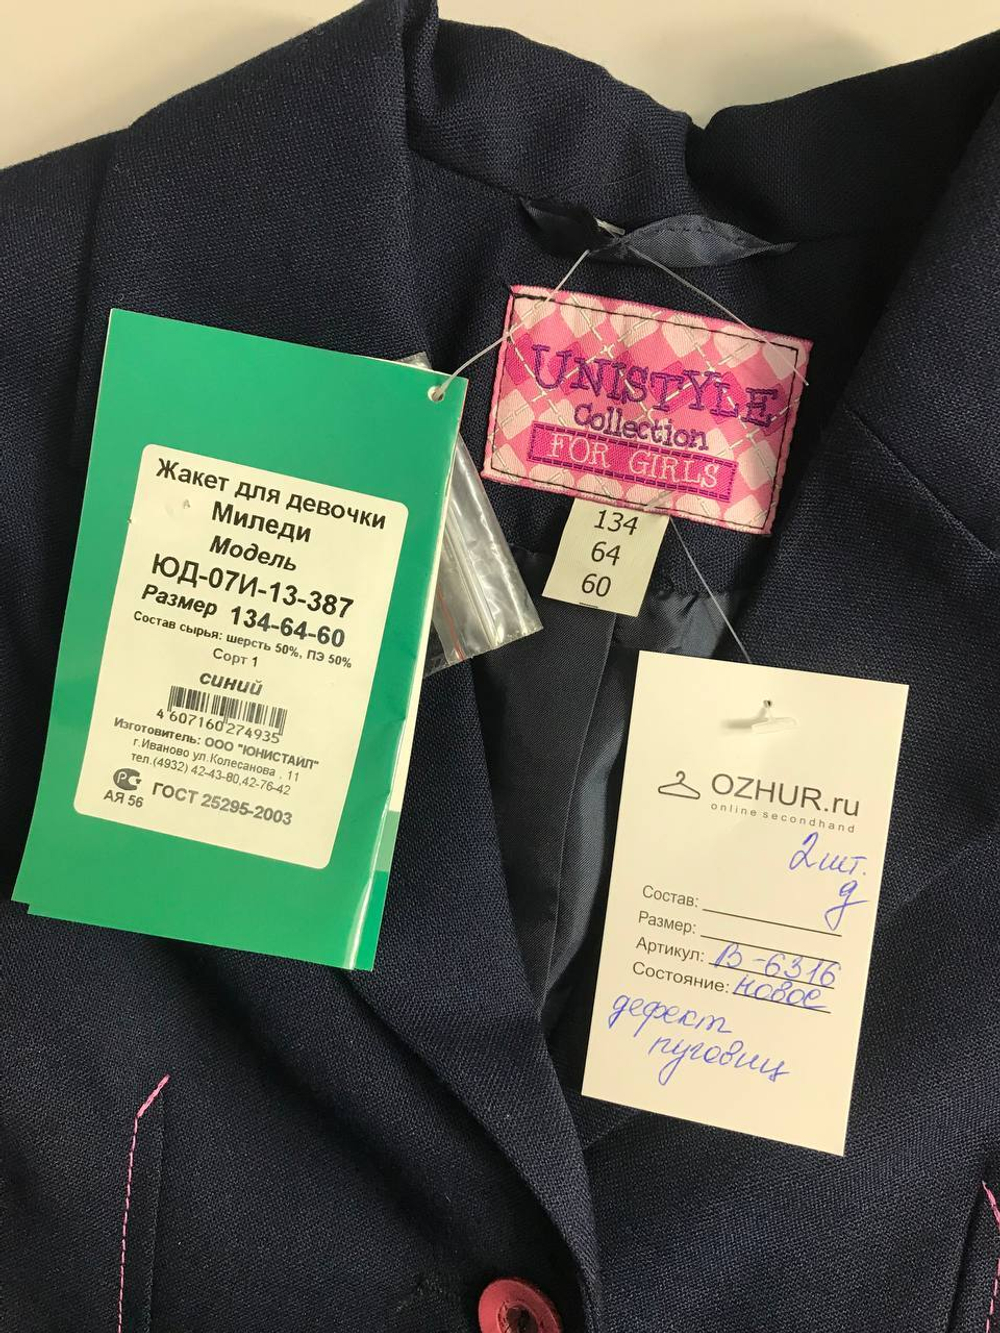 UNISTYLE
Collection
FOR GIRLS
134
64
60
Жакет для девочки
Миледи
Модель
ЮД-07И-13-387
Размер 134-64-60
Состав сырья: шерсть 50%, ПЭ 50%
Сорт 1
синий
4 607160 274935
Изготовитель: ООО "ЮНИСТАИЛ"
г.Иваново ул.Колесанова , 11
тел.(4932) 42-43-80,42-76-42
РС ГОСТ 25295-2003
АЯ 56
OZHUR.ru
online secondhand
2 шт.
д
Состав:
Размер:
Артикул: В-6316
Состояние: новое
дефект
пуговиц